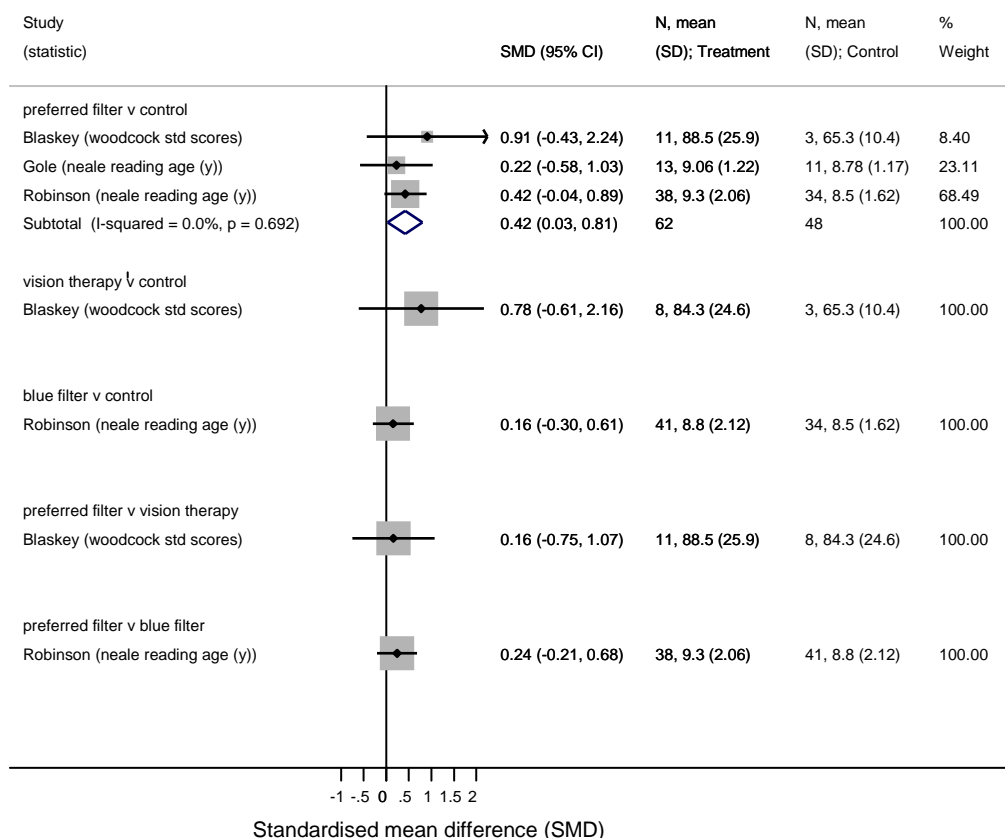 Study N, mean N, mean %
(statistic) SMD (95% CI) (SD); Treatment (SD); Control Weight
preferred filter v control
Blaskey (woodcock std scores) 0.91 (-0.43, 2.24) 11, 88.5 (25.9) 3, 65.3 (10.4) 8.40
Gole (neale reading age (y)) 0.22 (-0.58, 1.03) 13, 9.06 (1.22) 11, 8.78 (1.17) 23.11
Robinson (neale reading age (y)) 0.42 (-0.04, 0.89) 38, 9.3 (2.06) 34, 8.5 (1.62) 68.49
Subtotal (I-squared = 0.0%, p = 0.692) 0.42 (0.03, 0.81) 62 48 100.00
vision therapy v control
Blaskey (woodcock std scores) 0.78 (-0.61, 2.16) 8, 84.3 (24.6) 3, 65.3 (10.4) 100.00
blue filter v control
Robinson (neale reading age (y)) 0.16 (-0.30, 0.61) 41, 8.8 (2.12) 34, 8.5 (1.62) 100.00
preferred filter v vision therapy
Blaskey (woodcock std scores) 0.16 (-0.75, 1.07) 11, 88.5 (25.9) 8, 84.3 (24.6) 100.00
preferred filter v blue filter
Robinson (neale reading age (y)) 0.24 (-0.21, 0.68) 38, 9.3 (2.06) 41, 8.8 (2.12) 100.00
-1 -.5 0 .5 1 1.5 2
Standardised mean difference (SMD)